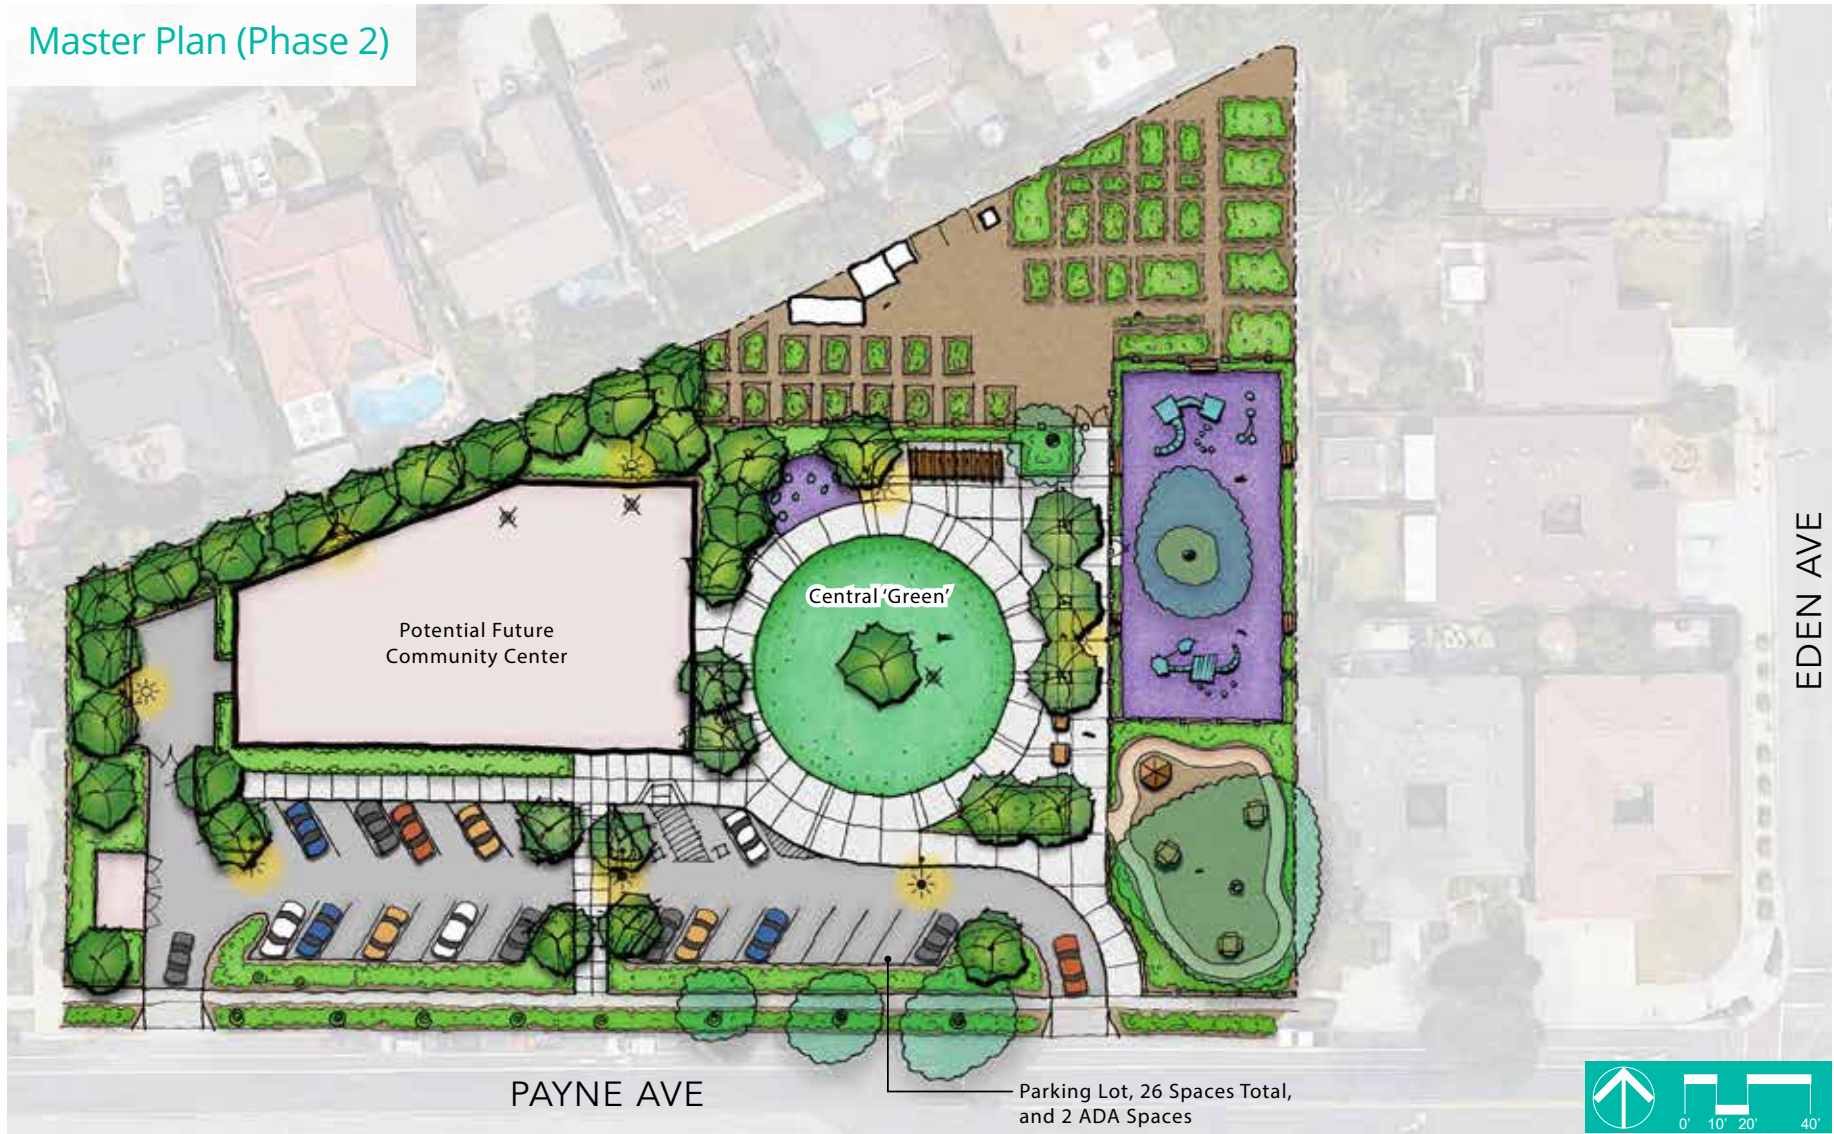 Master Plan (Phase 2)
Central 'Green'
Potential Future
Community Center
EDEN AVE
PAYNE AVE
Parking Lot, 26 Spaces Total,
and 2 ADA Spaces
0' 10' 20' 40'